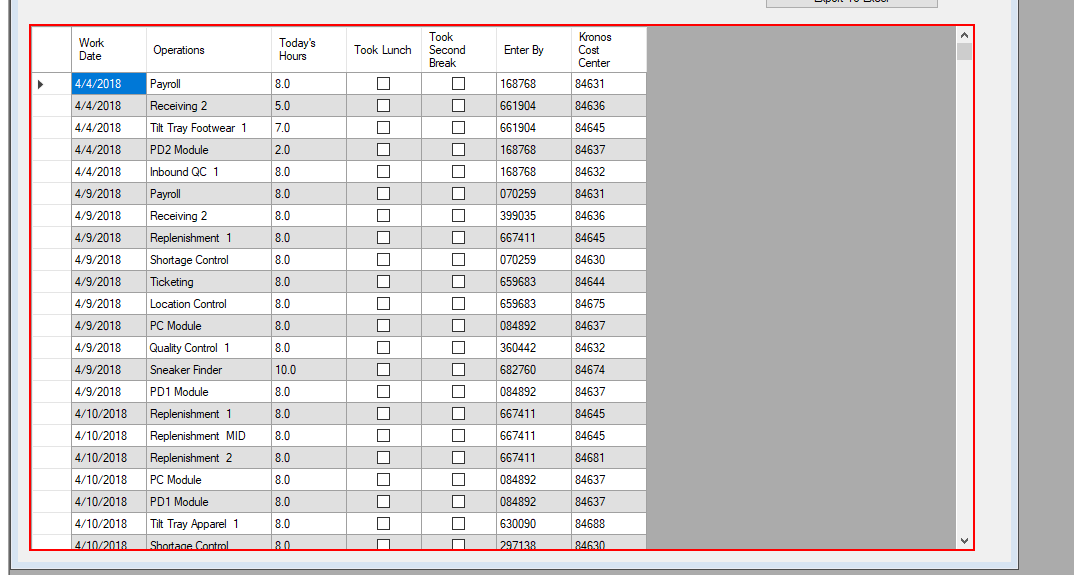 Export To Excel
Work Date Operations Today's Hours Took Lunch Took Second Break Enter By Kronos Cost Center
4/4/2018 Payroll 8.0 168768 84631
4/4/2018 Receiving 2 5.0 661904 84636
4/4/2018 Tilt Tray Footwear 1 7.0 661904 84645
4/4/2018 PD2 Module 2.0 168768 84637
4/4/2018 Inbound QC 1 8.0 168768 84632
4/9/2018 Payroll 8.0 070259 84631
4/9/2018 Receiving 2 8.0 399035 84636
4/9/2018 Replenishment 1 8.0 667411 84645
4/9/2018 Shortage Control 8.0 070259 84630
4/9/2018 Ticketing 8.0 659683 84644
4/9/2018 Location Control 8.0 659683 84675
4/9/2018 PC Module 8.0 084892 84637
4/9/2018 Quality Control 1 8.0 360442 84632
4/9/2018 Sneaker Finder 10.0 682760 84674
4/9/2018 PD1 Module 8.0 084892 84637
4/10/2018 Replenishment 1 8.0 667411 84645
4/10/2018 Replenishment MID 8.0 667411 84645
4/10/2018 Replenishment 2 8.0 667411 84681
4/10/2018 PC Module 8.0 084892 84637
4/10/2018 PD1 Module 8.0 084892 84637
4/10/2018 Tilt Tray Apparel 1 8.0 630090 84688
4/10/2018 Shortage Control 8.0 297138 84630